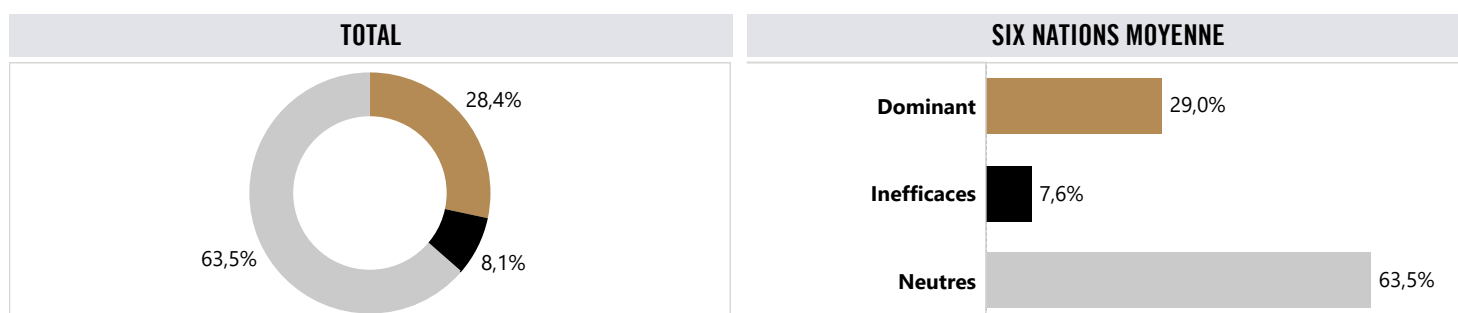 TOTAL
28,4%
8,1%
63,5%
SIX NATIONS MOYENNE
Dominant 29,0%
Inefficaces 7,6%
Neutres 63,5%